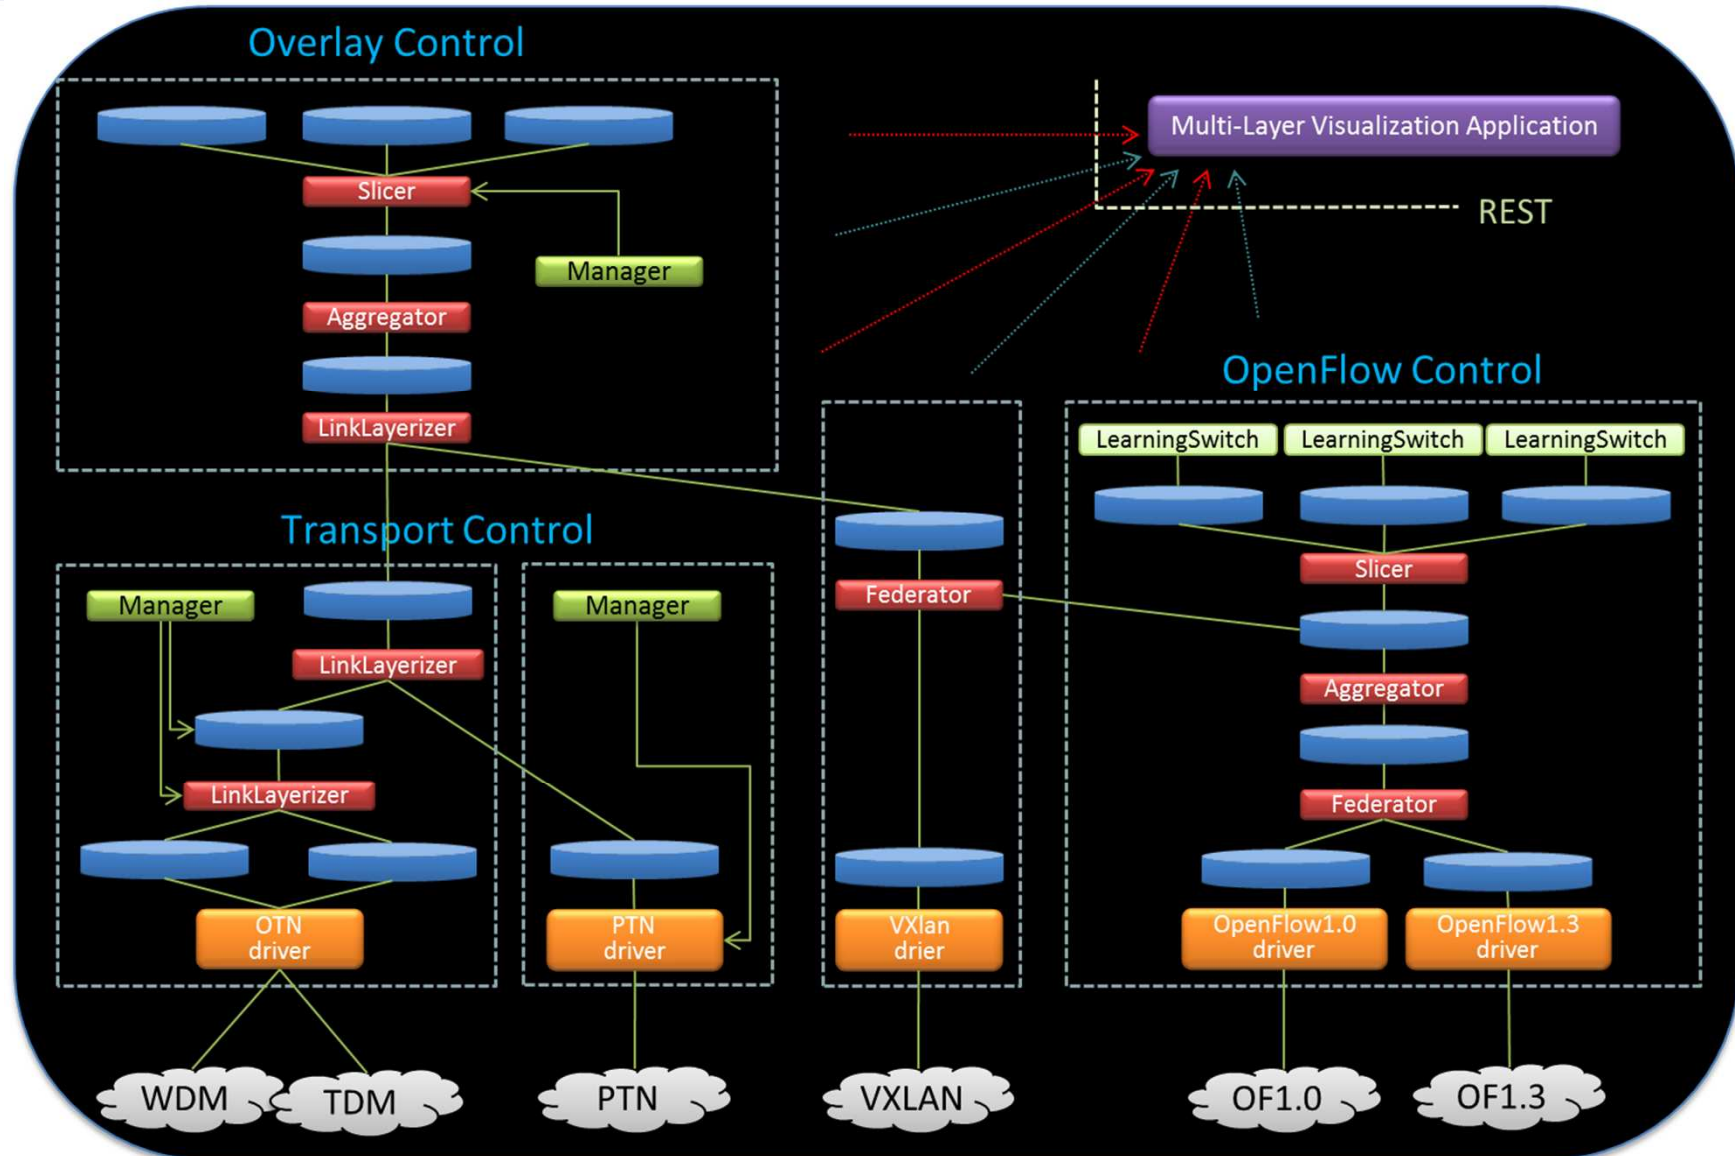 Overlay Control
Multi-Layer Visualization Application
Slicer
REST
Manager
Aggregator
LinkLayerizer
OpenFlow Control
LearningSwitch LearningSwitch LearningSwitch
Transport Control
Slicer
Manager
Manager
Federator
LinkLayerizer
Aggregator
LinkLayerizer
Federator
OTN
driver
PTN
driver
VXlan
drier
OpenFlow1.0
driver
OpenFlow1.3
driver
WDM
TDM
PTN
VXLAN
OF1.0
OF1.3